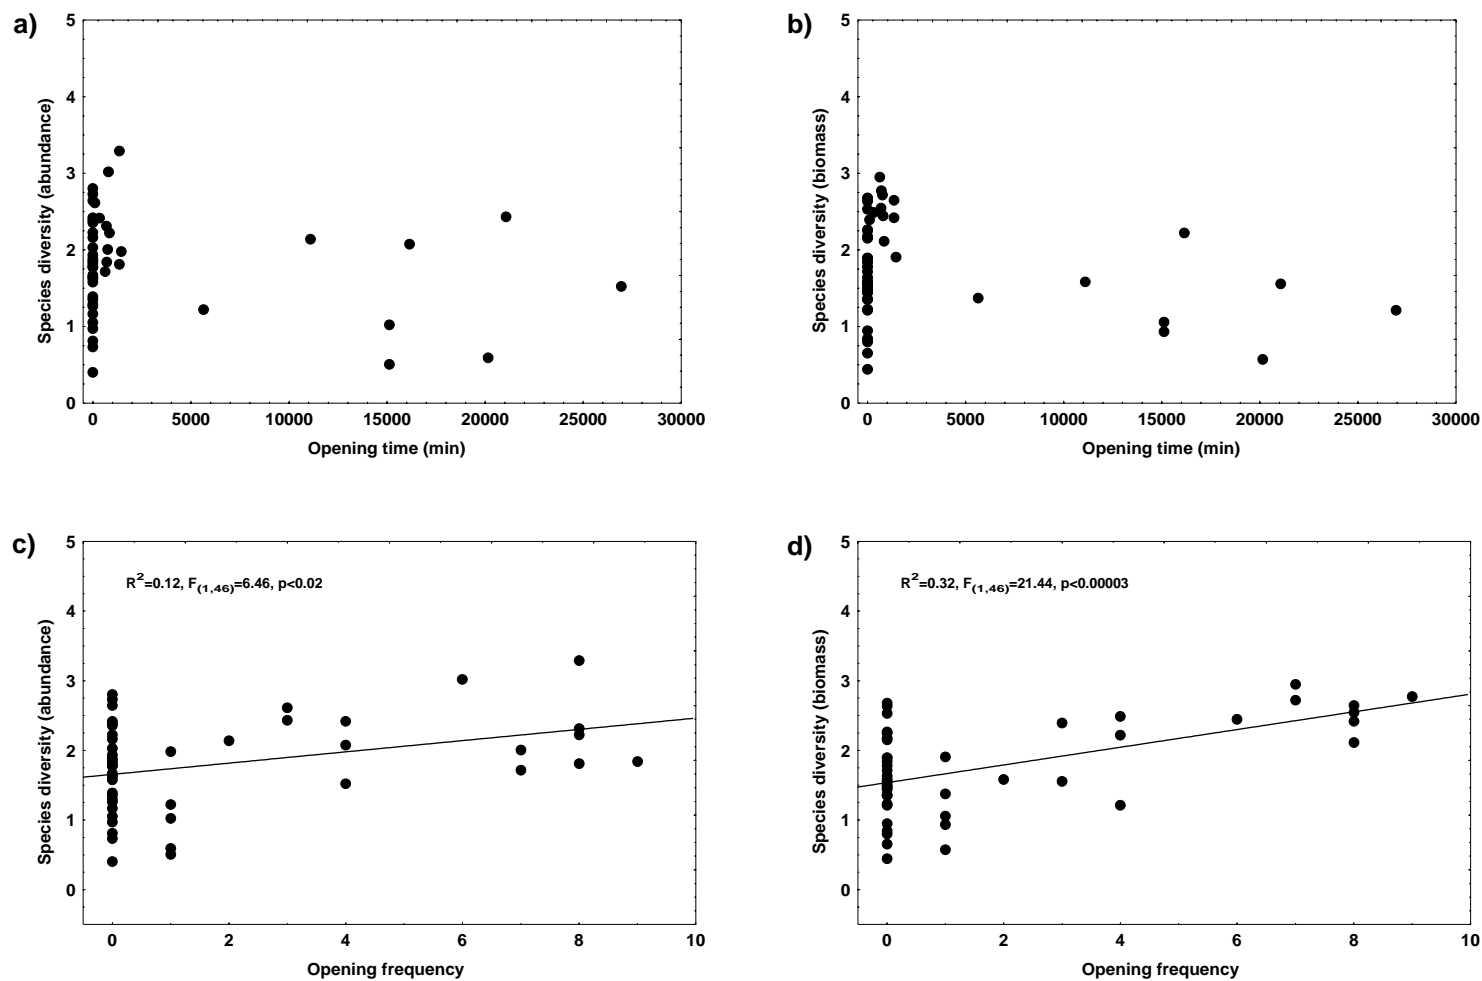 a)
5
4
3
2
1
0
Species diversity (abundance)
0 5000 10000 15000 20000 25000 30000
Opening time (min)
b)
5
4
3
2
1
0
Species diversity (biomass)
0 5000 10000 15000 20000 25000 30000
Opening time (min)
c)
5
4
3
2
1
0
Species diversity (abundance)
R²=0.12, F₍₁,₄₆₎=6.46, p<0.02
0 2 4 6 8 10
Opening frequency
d)
5
4
3
2
1
0
Species diversity (biomass)
R²=0.32, F₍₁,₄₆₎=21.44, p<0.00003
0 2 4 6 8 10
Opening frequency